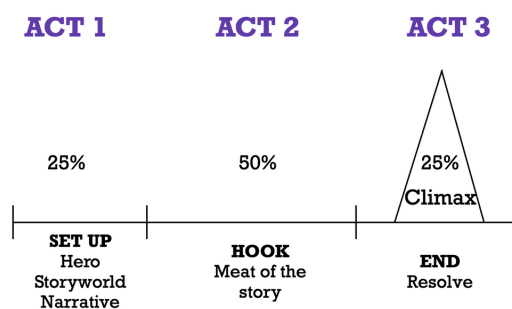 ACT 1
ACT 2
ACT 3
25%
50%
25%
Climax
SET UP
Hero
Storyworld
Narrative
HOOK
Meat of the
story
END
Resolve